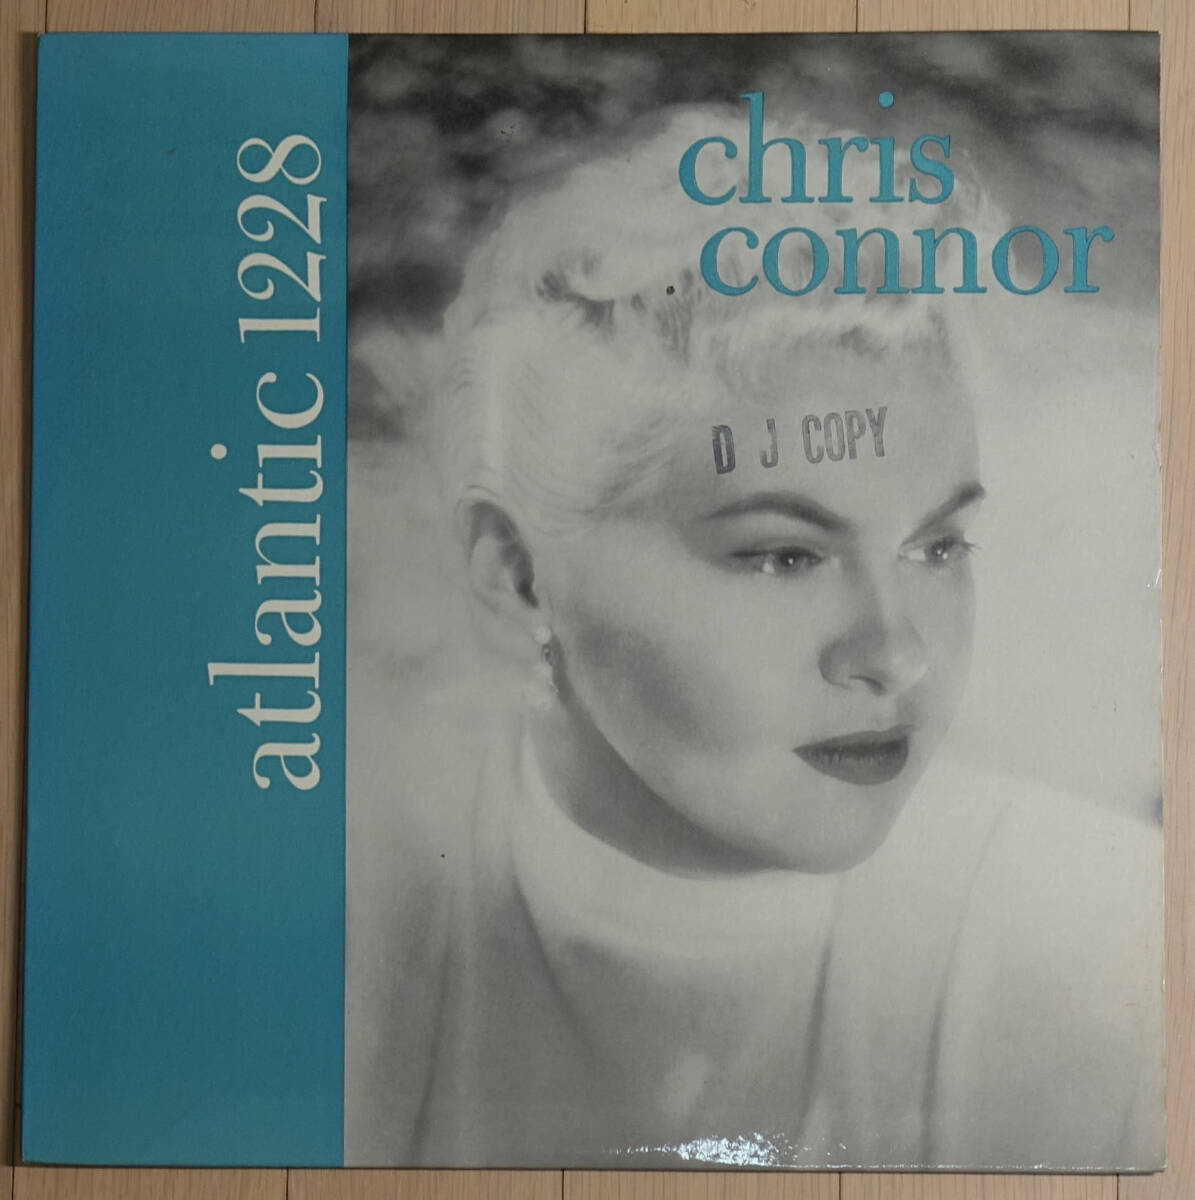 atlantic 1228
chris
connor
D J COPY